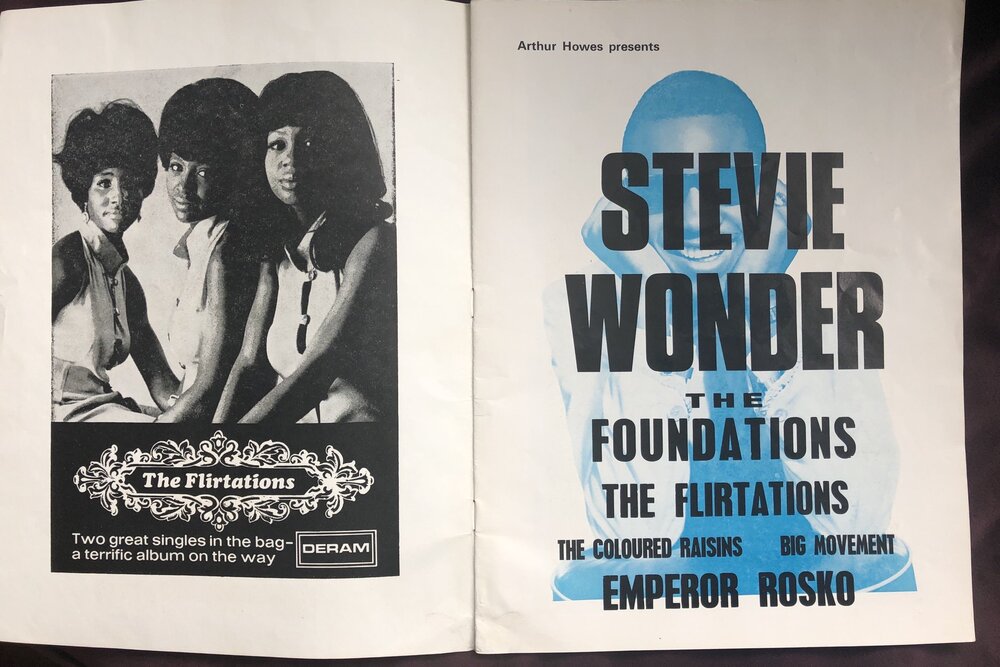 The Flirtations
Two great singles in the bag–
a terrific album on the way
DERAM
Arthur Howes presents
STEVIE
WONDER
THE
FOUNDATIONS
THE FLIRTATIONS
THE COLOURED RAISINS BIG MOVEMENT
EMPEROR ROSKO